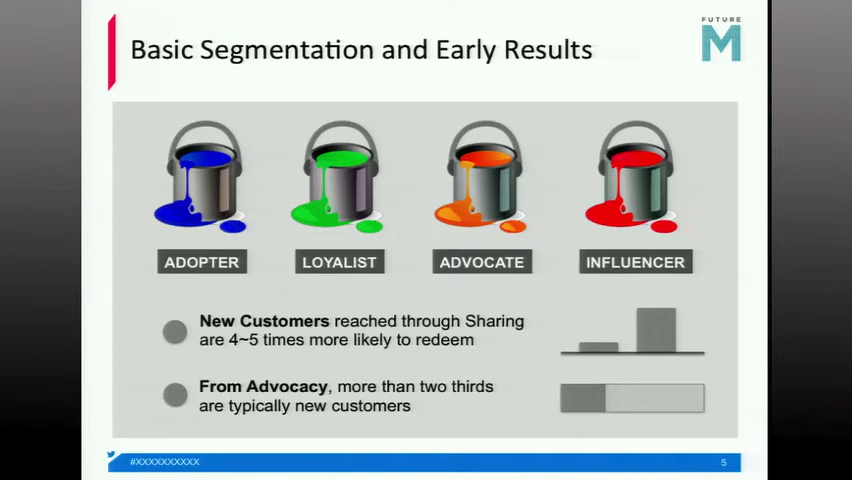 FUTURE
M
Basic Segmentation and Early Results
ADOPTER
LOYALIST
ADVOCATE
INFLUENCER
New Customers reached through Sharing
are 4~5 times more likely to redeem
From Advocacy, more than two thirds
are typically new customers
#XXXXXXXXXX
5